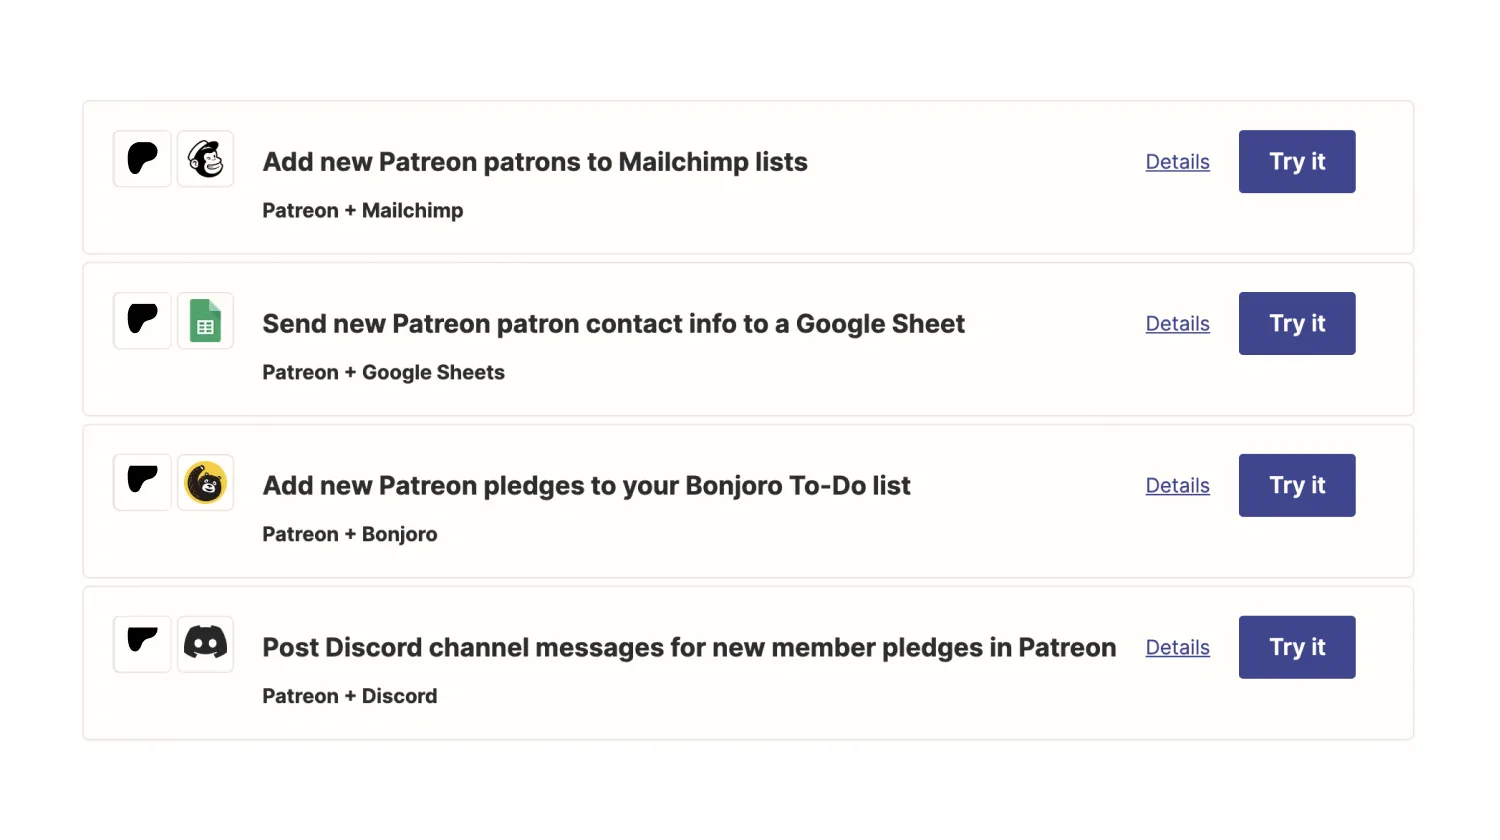 Add new Patreon patrons to Mailchimp lists
Details
Try it
Patreon + Mailchimp
Send new Patreon patron contact info to a Google Sheet
Details
Try it
Patreon + Google Sheets
Add new Patreon pledges to your Bonjoro To-Do list
Details
Try it
Patreon + Bonjoro
Post Discord channel messages for new member pledges in Patreon
Details
Try it
Patreon + Discord